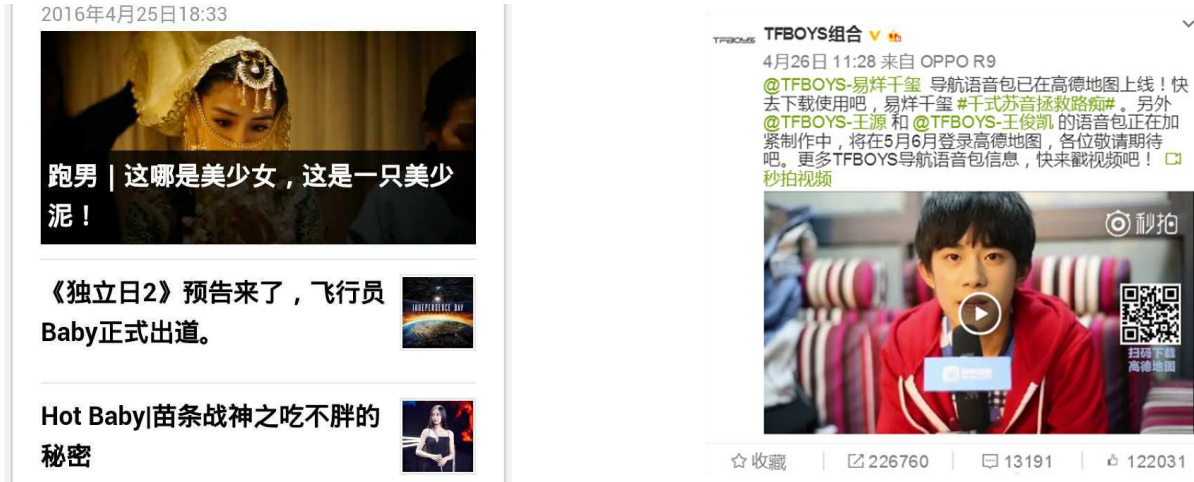 2016年4月25日18:33
跑男｜这哪是美少女，这是一只美少
泥！
《独立日2》预告来了，飞行员
Baby正式出道。
INDEPENDENCE DAY
Hot Baby|苗条战神之吃不胖的
秘密
TFBOYS
TFBOYS组合
4月26日 11:28 来自 OPPO R9
@TFBOYS-易烊千玺 导航语音包已在高德地图上线！快
去下载使用吧，易烊千玺 #千式苏音拯救路痴# 。另外
@TFBOYS-王源 和 @TFBOYS-王俊凯 的语音包正在加
紧制作中，将在5月6月登录高德地图，各位敬请期待
吧。更多TFBOYS导航语音包信息，快来戳视频吧！
秒拍视频
秒拍
扫码下载
高德地图
收藏
226760
13191
122031